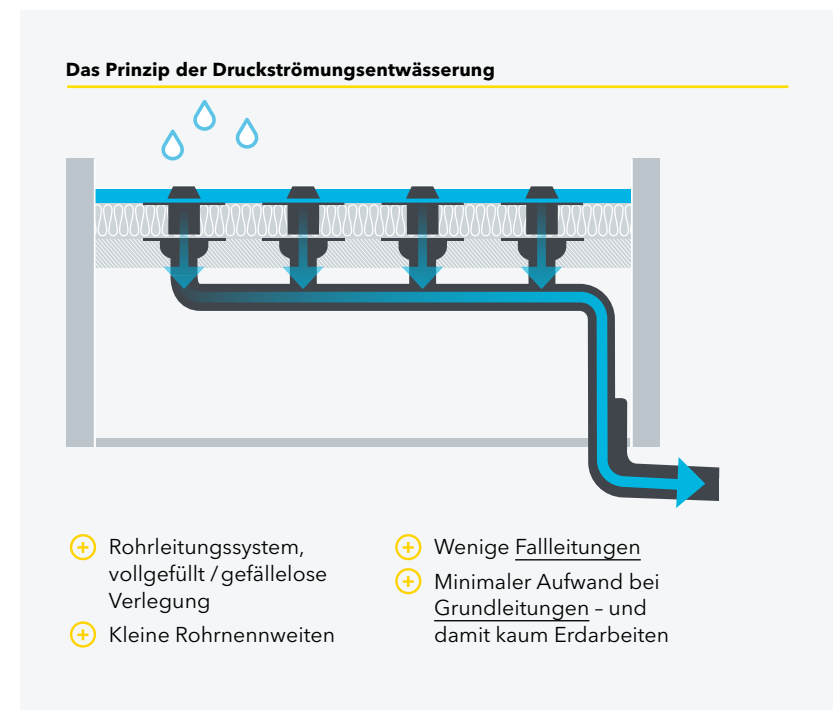 Das Prinzip der Druckströmungsentwässerung
Rohrleitungssystem,
vollgefüllt / gefällelose
Verlegung
Kleine Rohrnennweiten
Wenige Fallleitungen
Minimaler Aufwand bei
Grundleitungen – und
damit kaum Erdarbeiten